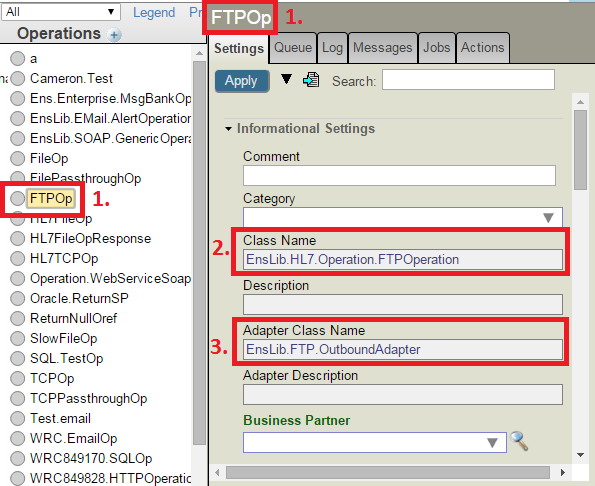 All
Legend
Pr
Operations
a
Cameron.Test
Ens.Enterprise.MsgBankOp
EnsLib.EMail.AlertOperation
EnsLib.SOAP.GenericOpera
FileOp
FilePassthroughOp
FTPOp
1.
HL7FileOp
HL7FileOpResponse
HL7TCPOp
Operation.WebServiceSoap
Oracle.ReturnSP
ReturnNullOref
SlowFileOp
SQL.TestOp
TCPOp
TCPPassthroughOp
Test.email
WRC.EmailOp
WRC849170.SQLOp
WRC849828.HTTPOperation
FTPOp 1.
Settings Queue Log Messages Jobs Actions
Apply Search:
Informational Settings
Comment
Category
2. Class Name
EnsLib.HL7.Operation.FTPOperation
Description
Adapter Class Name
3. EnsLib.FTP.OutboundAdapter
Adapter Description
Business Partner